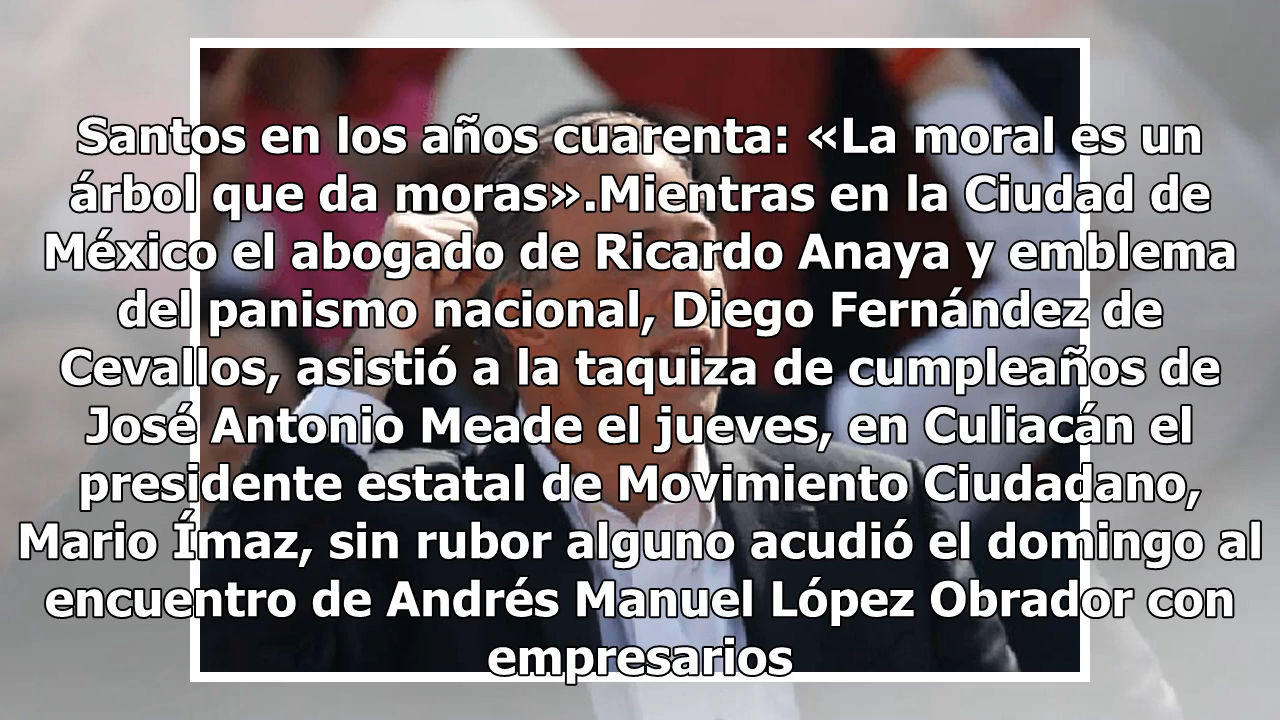 Santos en los años cuarenta: «La moral es un
árbol que da moras».Mientras en la Ciudad de
México el abogado de Ricardo Anaya y emblema
del panismo nacional, Diego Fernández de
Cevallos, asistió a la taquiza de cumpleaños de
José Antonio Meade el jueves, en Culiacán el
presidente estatal de Movimiento Ciudadano,
Mario Ímaz, sin rubor alguno acudió el domingo al
encuentro de Andrés Manuel López Obrador con
empresarios